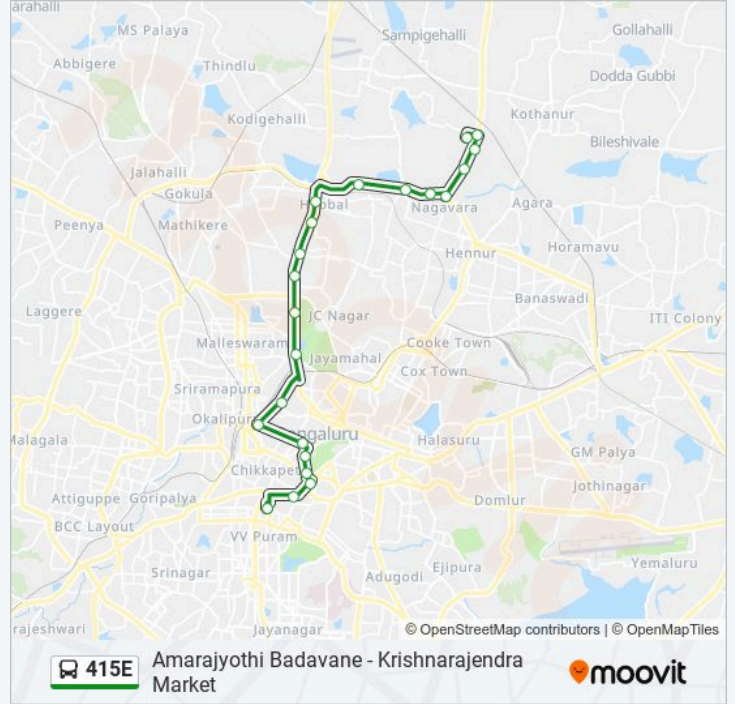 arahalli
MS Palaya
Sampigehalli
Gollahalli
Abbigere
Thindlu
Dodda Gubbi
Kodigehalli
Kothanur
Bileshivale
Jalahalli
Gokula
Peenya
Mathikere
Nagavara
Agara
Horamavu
Hennur
Banaswadi
Laggere
JC Nagar
ITI Colony
Malleswaram
Jayamahal
Cooke Town
Cox Town
Sriramapura
Okalipur
Malagala
ngaluru
Halasuru
GM Palya
Chikkapet
Jothinagar
Attiguppe
Goripalya
Domlur
BCC Layout
VV Puram
Yemaluru
Srinagar
Adugodi
Ejipura
rajeshwari
Jayanagar
© OpenStreetMap contributors | © OpenMapTiles
415E
Amarajyothi Badavane - Krishnarajendra
Market
moovit